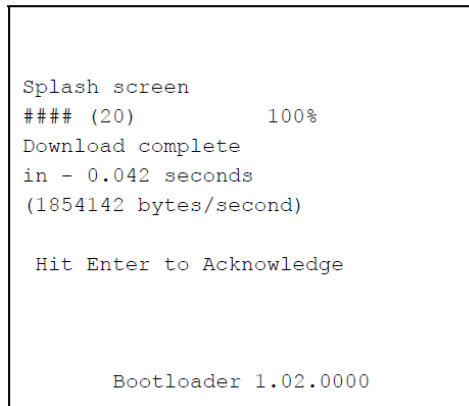 Splash screen
#### (20)          100%
Download complete
in - 0.042 seconds
(1854142 bytes/second)
Hit Enter to Acknowledge
Bootloader 1.02.0000